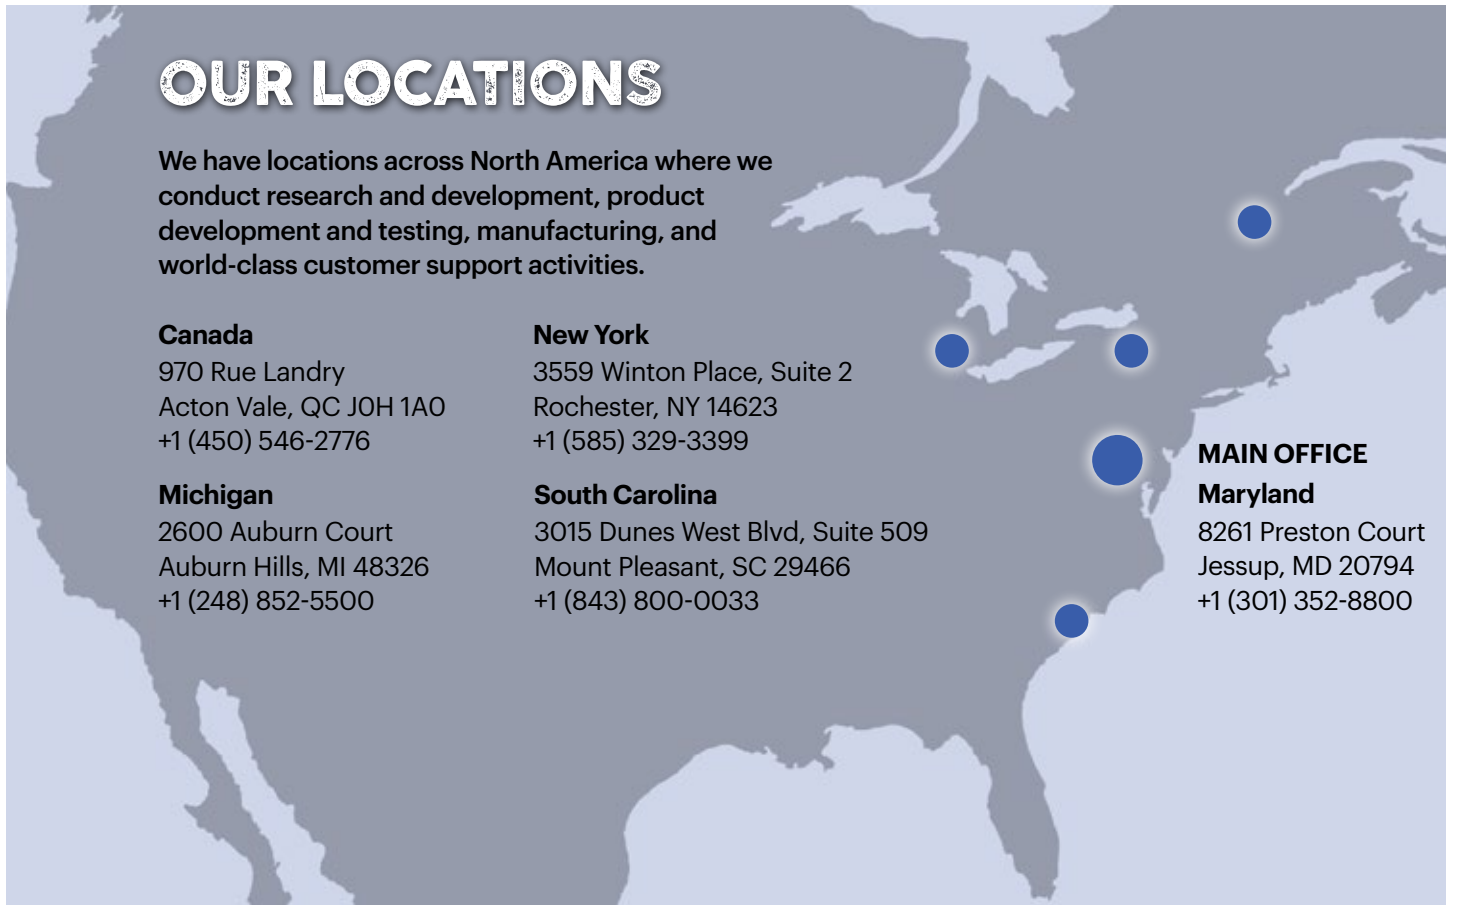 OUR LOCATIONS
We have locations across North America where we
conduct research and development, product
development and testing, manufacturing, and
world-class customer support activities.
Canada
970 Rue Landry
Acton Vale, QC J0H 1A0
+1 (450) 546-2776
New York
3559 Winton Place, Suite 2
Rochester, NY 14623
+1 (585) 329-3399
Michigan
2600 Auburn Court
Auburn Hills, MI 48326
+1 (248) 852-5500
South Carolina
3015 Dunes West Blvd, Suite 509
Mount Pleasant, SC 29466
+1 (843) 800-0033
MAIN OFFICE
Maryland
8261 Preston Court
Jessup, MD 20794
+1 (301) 352-8800